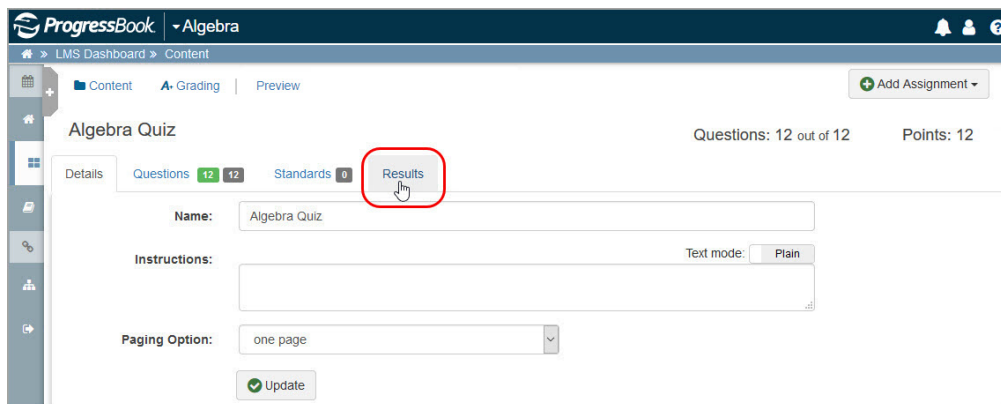 ProgressBook Algebra
» LMS Dashboard » Content
Content A+ Grading Preview Add Assignment
Algebra Quiz Questions: 12 out of 12 Points: 12
Details Questions 12 12 Standards 0 Results
Name: Algebra Quiz
Text mode: Plain
Instructions:
Paging Option: one page
Update